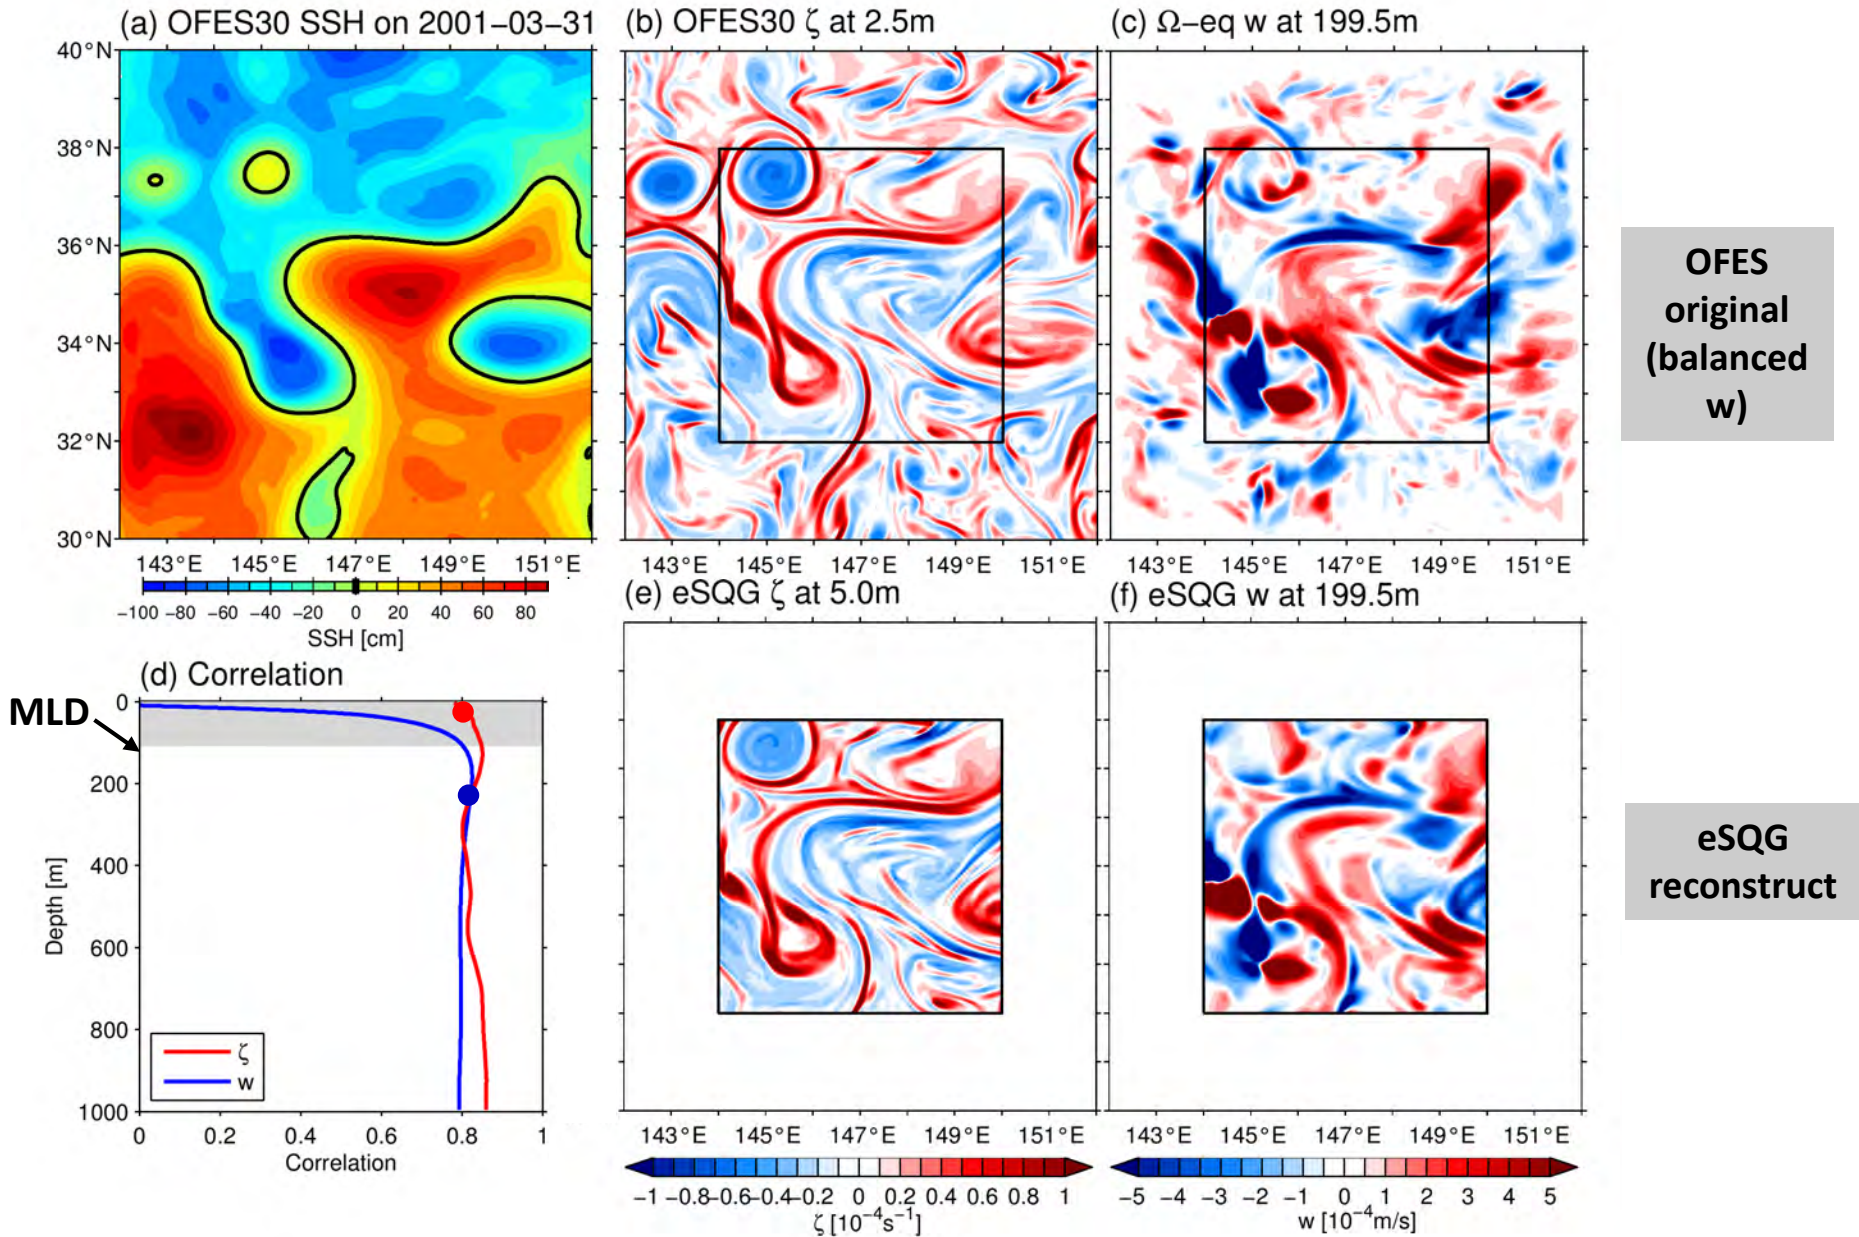 (a) OFES30 SSH on 2001-03-31
(b) OFES30 ζ at 2.5m
(c) Ω-eq w at 199.5m
40°N
38°N
36°N
34°N
32°N
30°N
143°E 145°E 147°E 149°E 151°E
143°E 145°E 147°E 149°E 151°E
143°E 145°E 147°E 149°E 151°E
-100 -80 -60 -40 -20 0 20 40 60 80
SSH [cm]
OFES
original
(balanced
w)
(d) Correlation
MLD
0
200
400
600
800
1000
Depth [m]
ζ
w
0 0.2 0.4 0.6 0.8 1
Correlation
(e) eSQG ζ at 5.0m
(f) eSQG w at 199.5m
143°E 145°E 147°E 149°E 151°E
143°E 145°E 147°E 149°E 151°E
-1 -0.8-0.6-0.4-0.2 0 0.2 0.4 0.6 0.8 1
ζ [10⁻⁴s⁻¹]
-5 -4 -3 -2 -1 0 1 2 3 4 5
w [10⁻⁴m/s]
eSQG
reconstruct